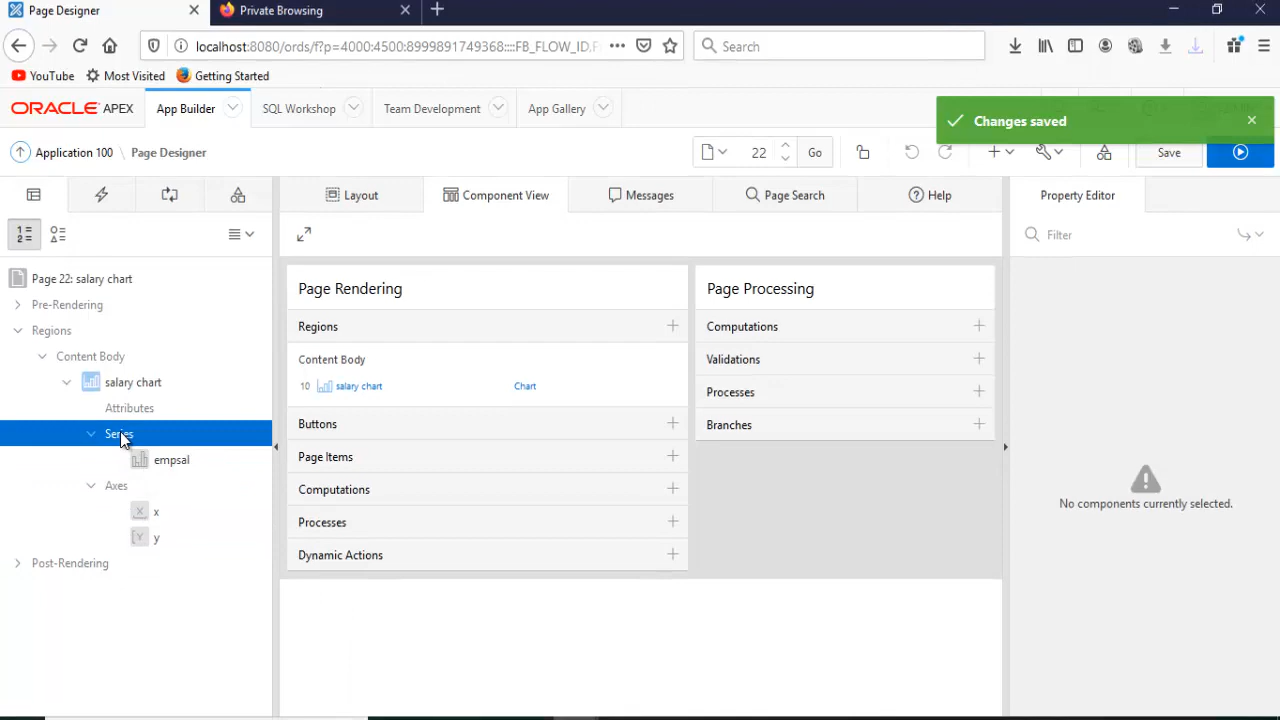 Page Designer
Private Browsing
localhost:8080/ords/f?p=4000:4500:8999891749368::::FB_FLOW_ID,F
Search
YouTube
Most Visited
Getting Started
ORACLE APEX
App Builder
SQL Workshop
Team Development
App Gallery
Changes saved
Application 100
Page Designer
22
Go
Save
Layout
Component View
Messages
Page Search
Help
Property Editor
Filter
Page 22: salary chart
Pre-Rendering
Regions
Content Body
salary chart
Attributes
Series
empsal
Axes
x
y
Post-Rendering
Page Rendering
Regions
Content Body
10 salary chart Chart
Buttons
Page Items
Computations
Processes
Dynamic Actions
Page Processing
Computations
Validations
Processes
Branches
No components currently selected.